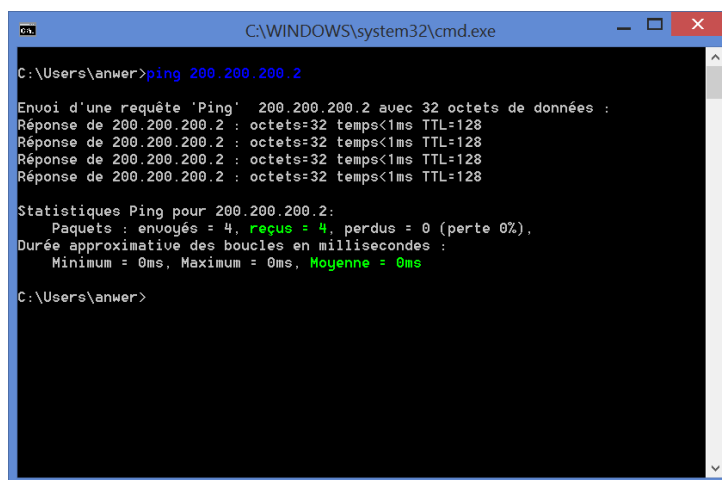 C:\WINDOWS\system32\cmd.exe
C:\Users\anwer>ping 200.200.200.2
Envoi d'une requête 'Ping'  200.200.200.2 avec 32 octets de données :
Réponse de 200.200.200.2 : octets=32 temps<1ms TTL=128
Réponse de 200.200.200.2 : octets=32 temps<1ms TTL=128
Réponse de 200.200.200.2 : octets=32 temps<1ms TTL=128
Réponse de 200.200.200.2 : octets=32 temps<1ms TTL=128
Statistiques Ping pour 200.200.200.2:
    Paquets : envoyés = 4, reçus = 4, perdus = 0 (perte 0%),
Durée approximative des boucles en millisecondes :
    Minimum = 0ms, Maximum = 0ms, Moyenne = 0ms
C:\Users\anwer>